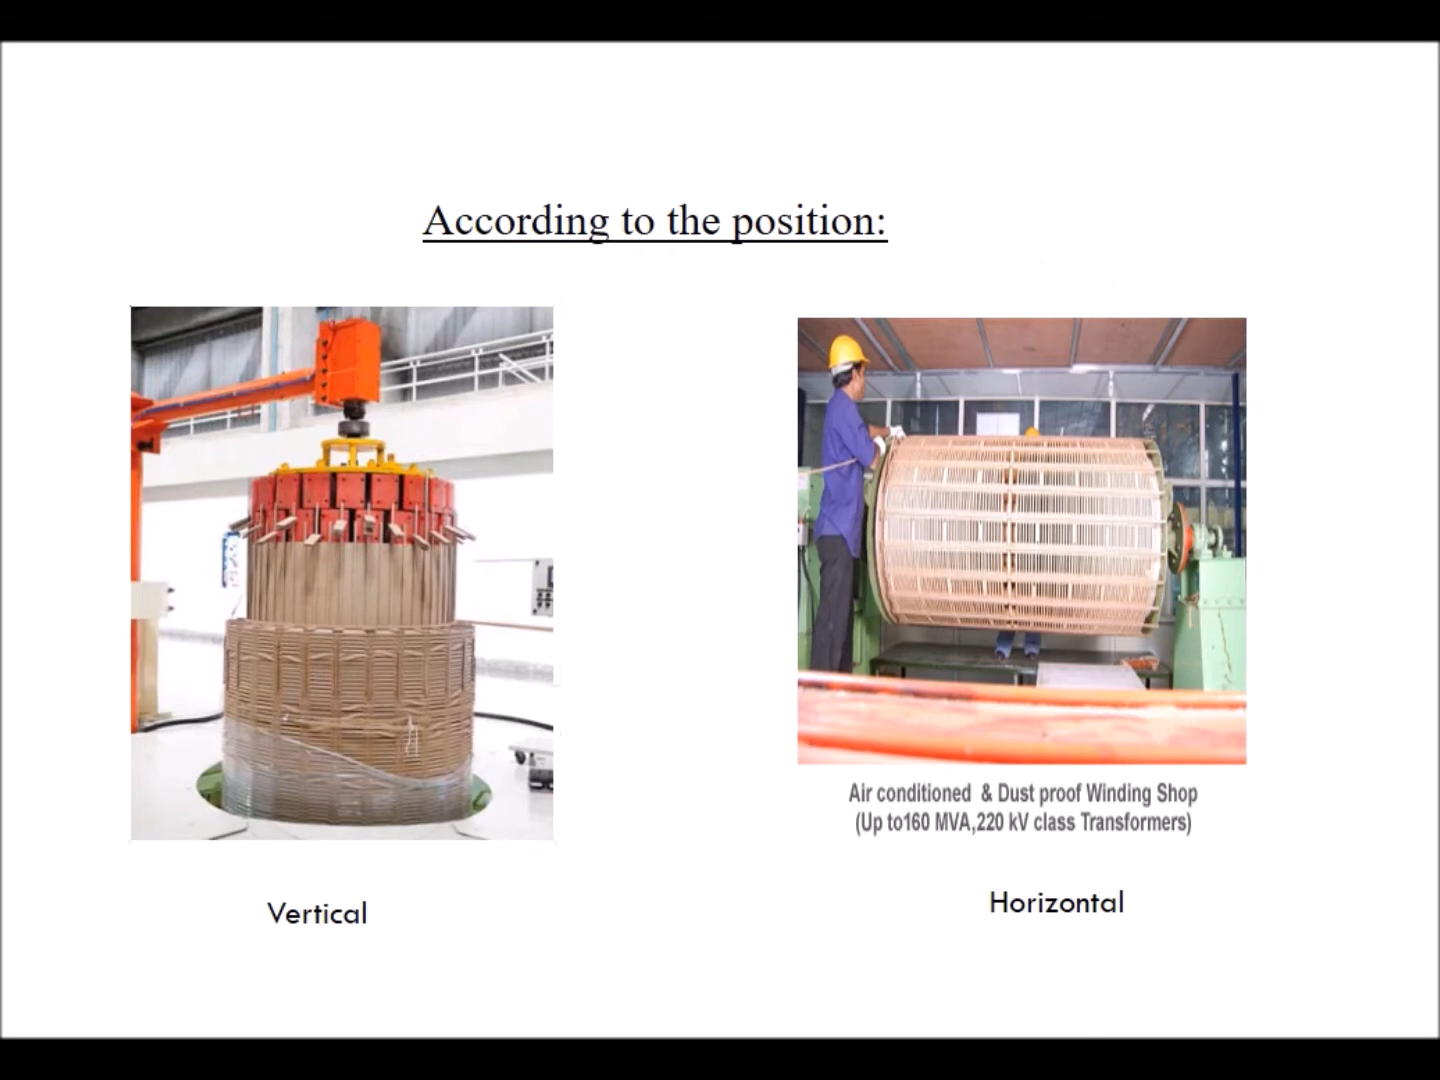 According to the position:
Air conditioned & Dust proof Winding Shop
(Up to160 MVA,220 kV class Transformers)
Vertical
Horizontal